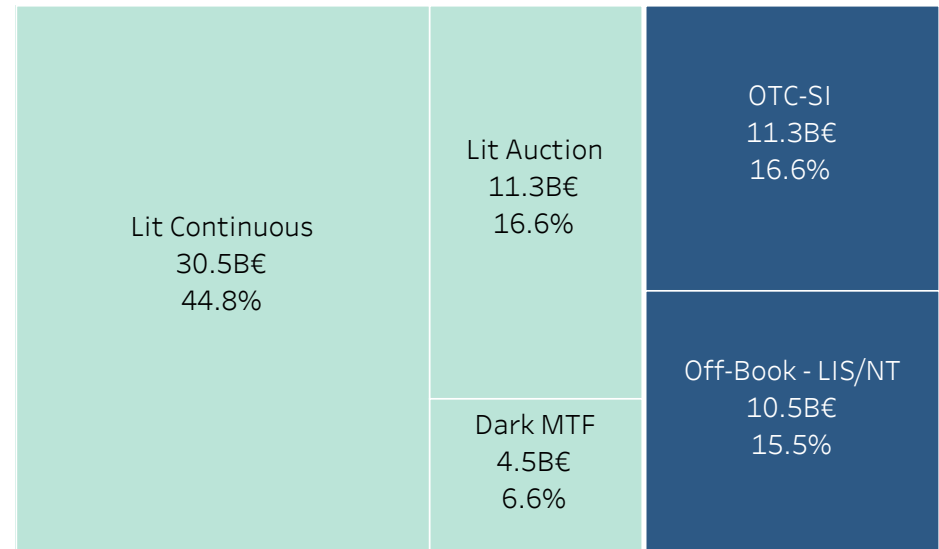 Lit Continuous
30.5B€
44.8%
Lit Auction
11.3B€
16.6%
Dark MTF
4.5B€
6.6%
OTC-SI
11.3B€
16.6%
Off-Book - LIS/NT
10.5B€
15.5%